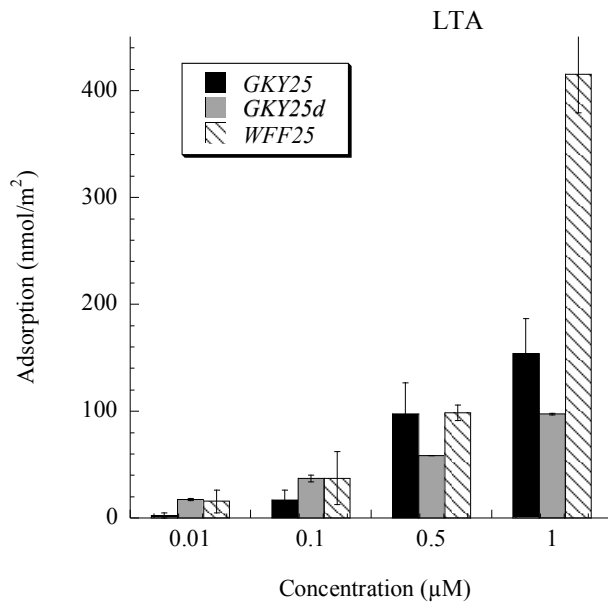 LTA
GKY25
GKY25d
WFF25
400
300
200
100
0
Adsorption (nmol/m²)
0.01 0.1 0.5 1
Concentration (µM)